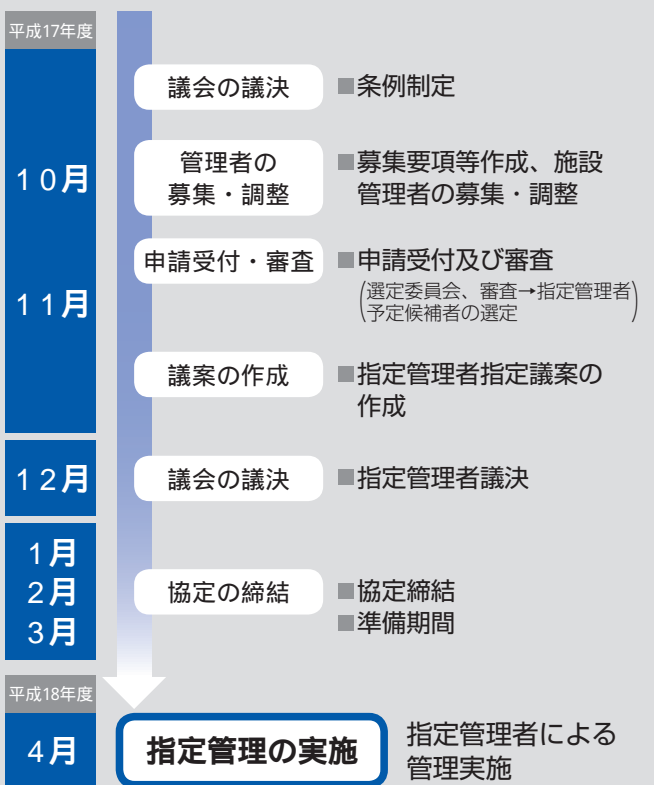 平成17年度
議会の議決
■条例制定
10月
管理者の
募集・調整
■募集要項等作成、施設
管理者の募集・調整
申請受付・審査
■申請受付及び審査
(選定委員会、審査→指定管理者
予定候補者の選定)
11月
議案の作成
■指定管理者指定議案の
作成
12月
議会の議決
■指定管理者議決
1月
2月
3月
協定の締結
■協定締結
■準備期間
平成18年度
4月
指定管理の実施
指定管理者による
管理実施